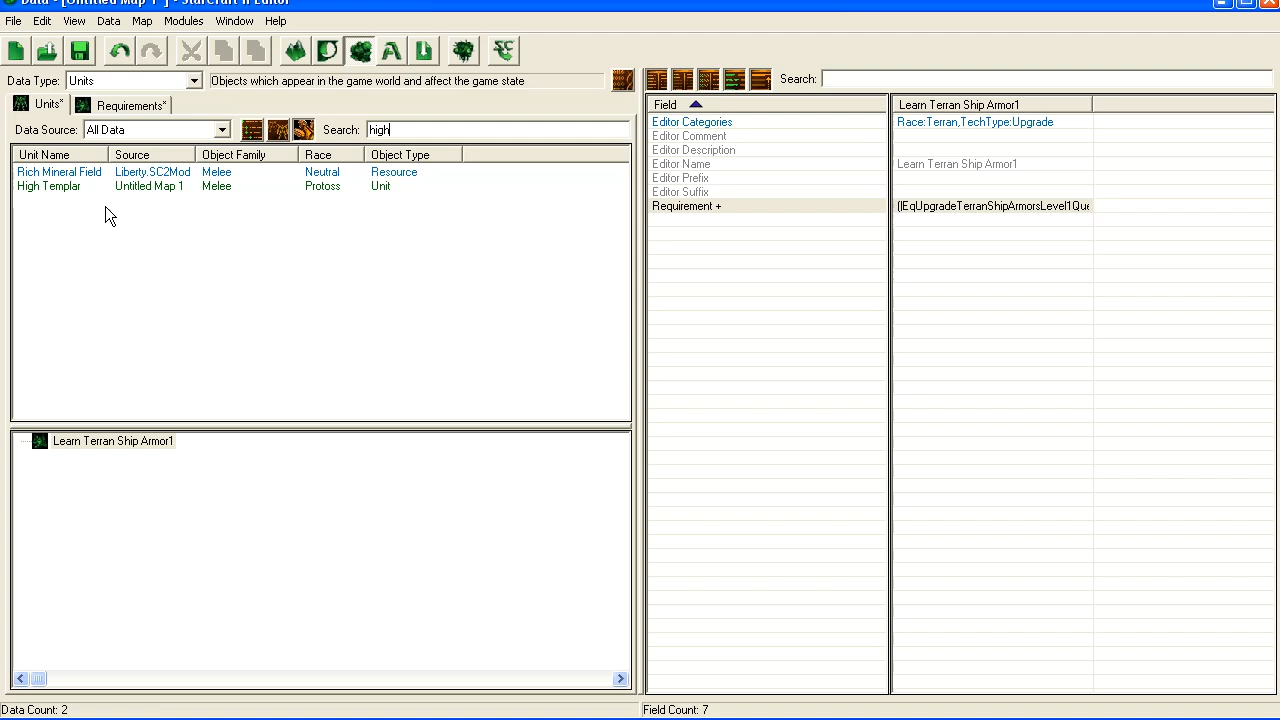 Data - [Untitled Map 1 *] - StarCraft II Editor
File Edit View Data Map Modules Window Help
Data Type: Units Objects which appear in the game world and affect the game state
Search:
Units* Requirements*
Data Source: All Data Search: high
Unit Name Source Object Family Race Object Type
Rich Mineral Field Liberty.SC2Mod Melee Neutral Resource
High Templar Untitled Map 1 Melee Protoss Unit
Learn Terran Ship Armor1
Field Learn Terran Ship Armor1
Editor Categories Race:Terran,TechType:Upgrade
Editor Comment
Editor Description
Editor Name Learn Terran Ship Armor1
Editor Prefix
Editor Suffix
Requirement +
Data Count: 2 Field Count: 7